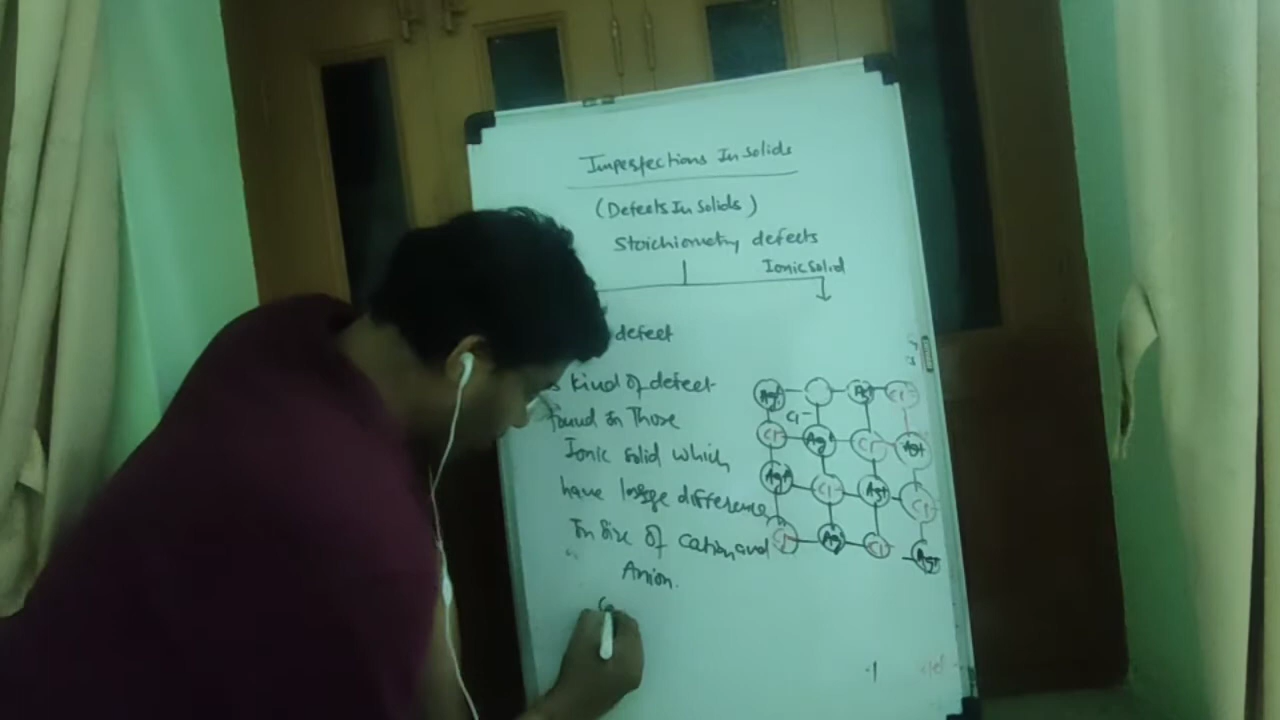 Imperfections In Solids
(Defects In Solids)
Stoichiometry defects
Ionic Solid
defect
kind of defect
found In Those
Ionic solid which
have large difference
In Size of cation and
Anion.
Ag+ Ag+ Cl-
Cl-
Cl- Ag+ Cl- Ag+
Ag+ Cl- Ag+ Cl-
Cl- Ag+ Cl- Ag+